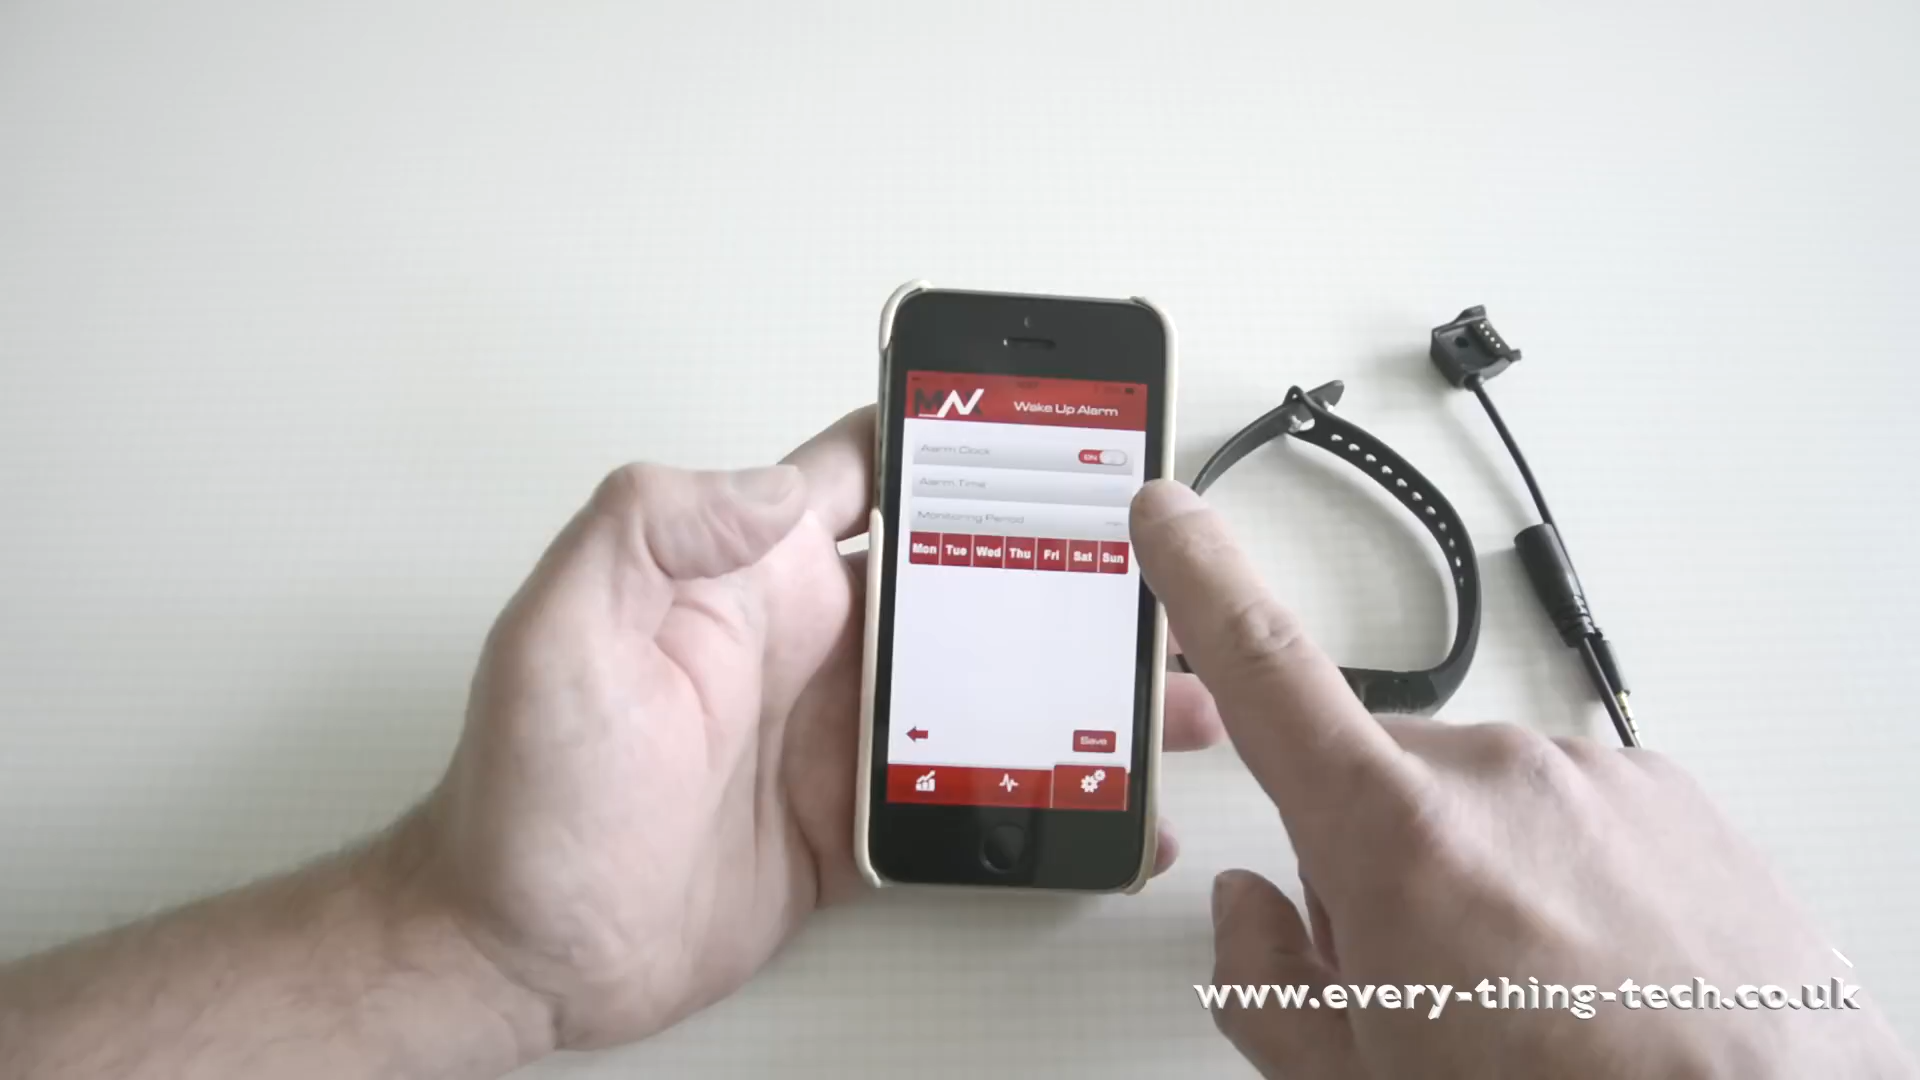 Wake Up Alarm
Alarm Clock
ON
Alarm Time
Monitoring Period
Mon Tue Wed Thu Fri Sat Sun
Save
www.every-thing-tech.co.uk